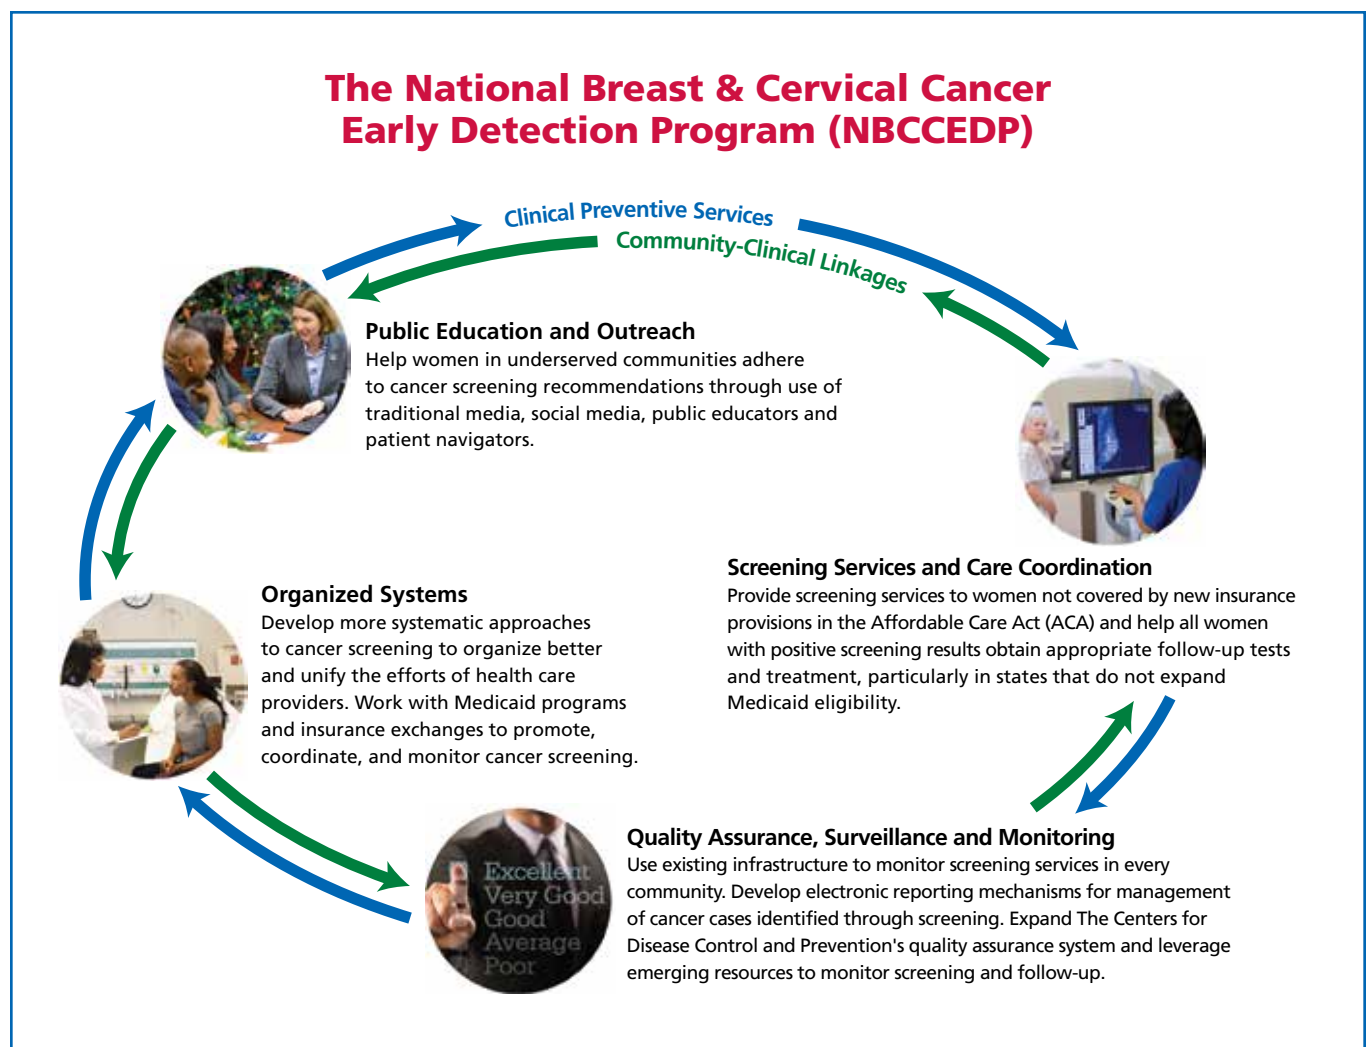 The National Breast & Cervical Cancer
Early Detection Program (NBCCEDP)
Clinical Preventive Services
Community-Clinical Linkages
Public Education and Outreach
Help women in underserved communities adhere
to cancer screening recommendations through use of
traditional media, social media, public educators and
patient navigators.
Screening Services and Care Coordination
Provide screening services to women not covered by new insurance
provisions in the Affordable Care Act (ACA) and help all women
with positive screening results obtain appropriate follow-up tests
and treatment, particularly in states that do not expand
Medicaid eligibility.
Organized Systems
Develop more systematic approaches
to cancer screening to organize better
and unify the efforts of health care
providers. Work with Medicaid programs
and insurance exchanges to promote,
coordinate, and monitor cancer screening.
Quality Assurance, Surveillance and Monitoring
Use existing infrastructure to monitor screening services in every
community. Develop electronic reporting mechanisms for management
of cancer cases identified through screening. Expand The Centers for
Disease Control and Prevention's quality assurance system and leverage
emerging resources to monitor screening and follow-up.
Excellent
Very Good
Good
Average
Poor